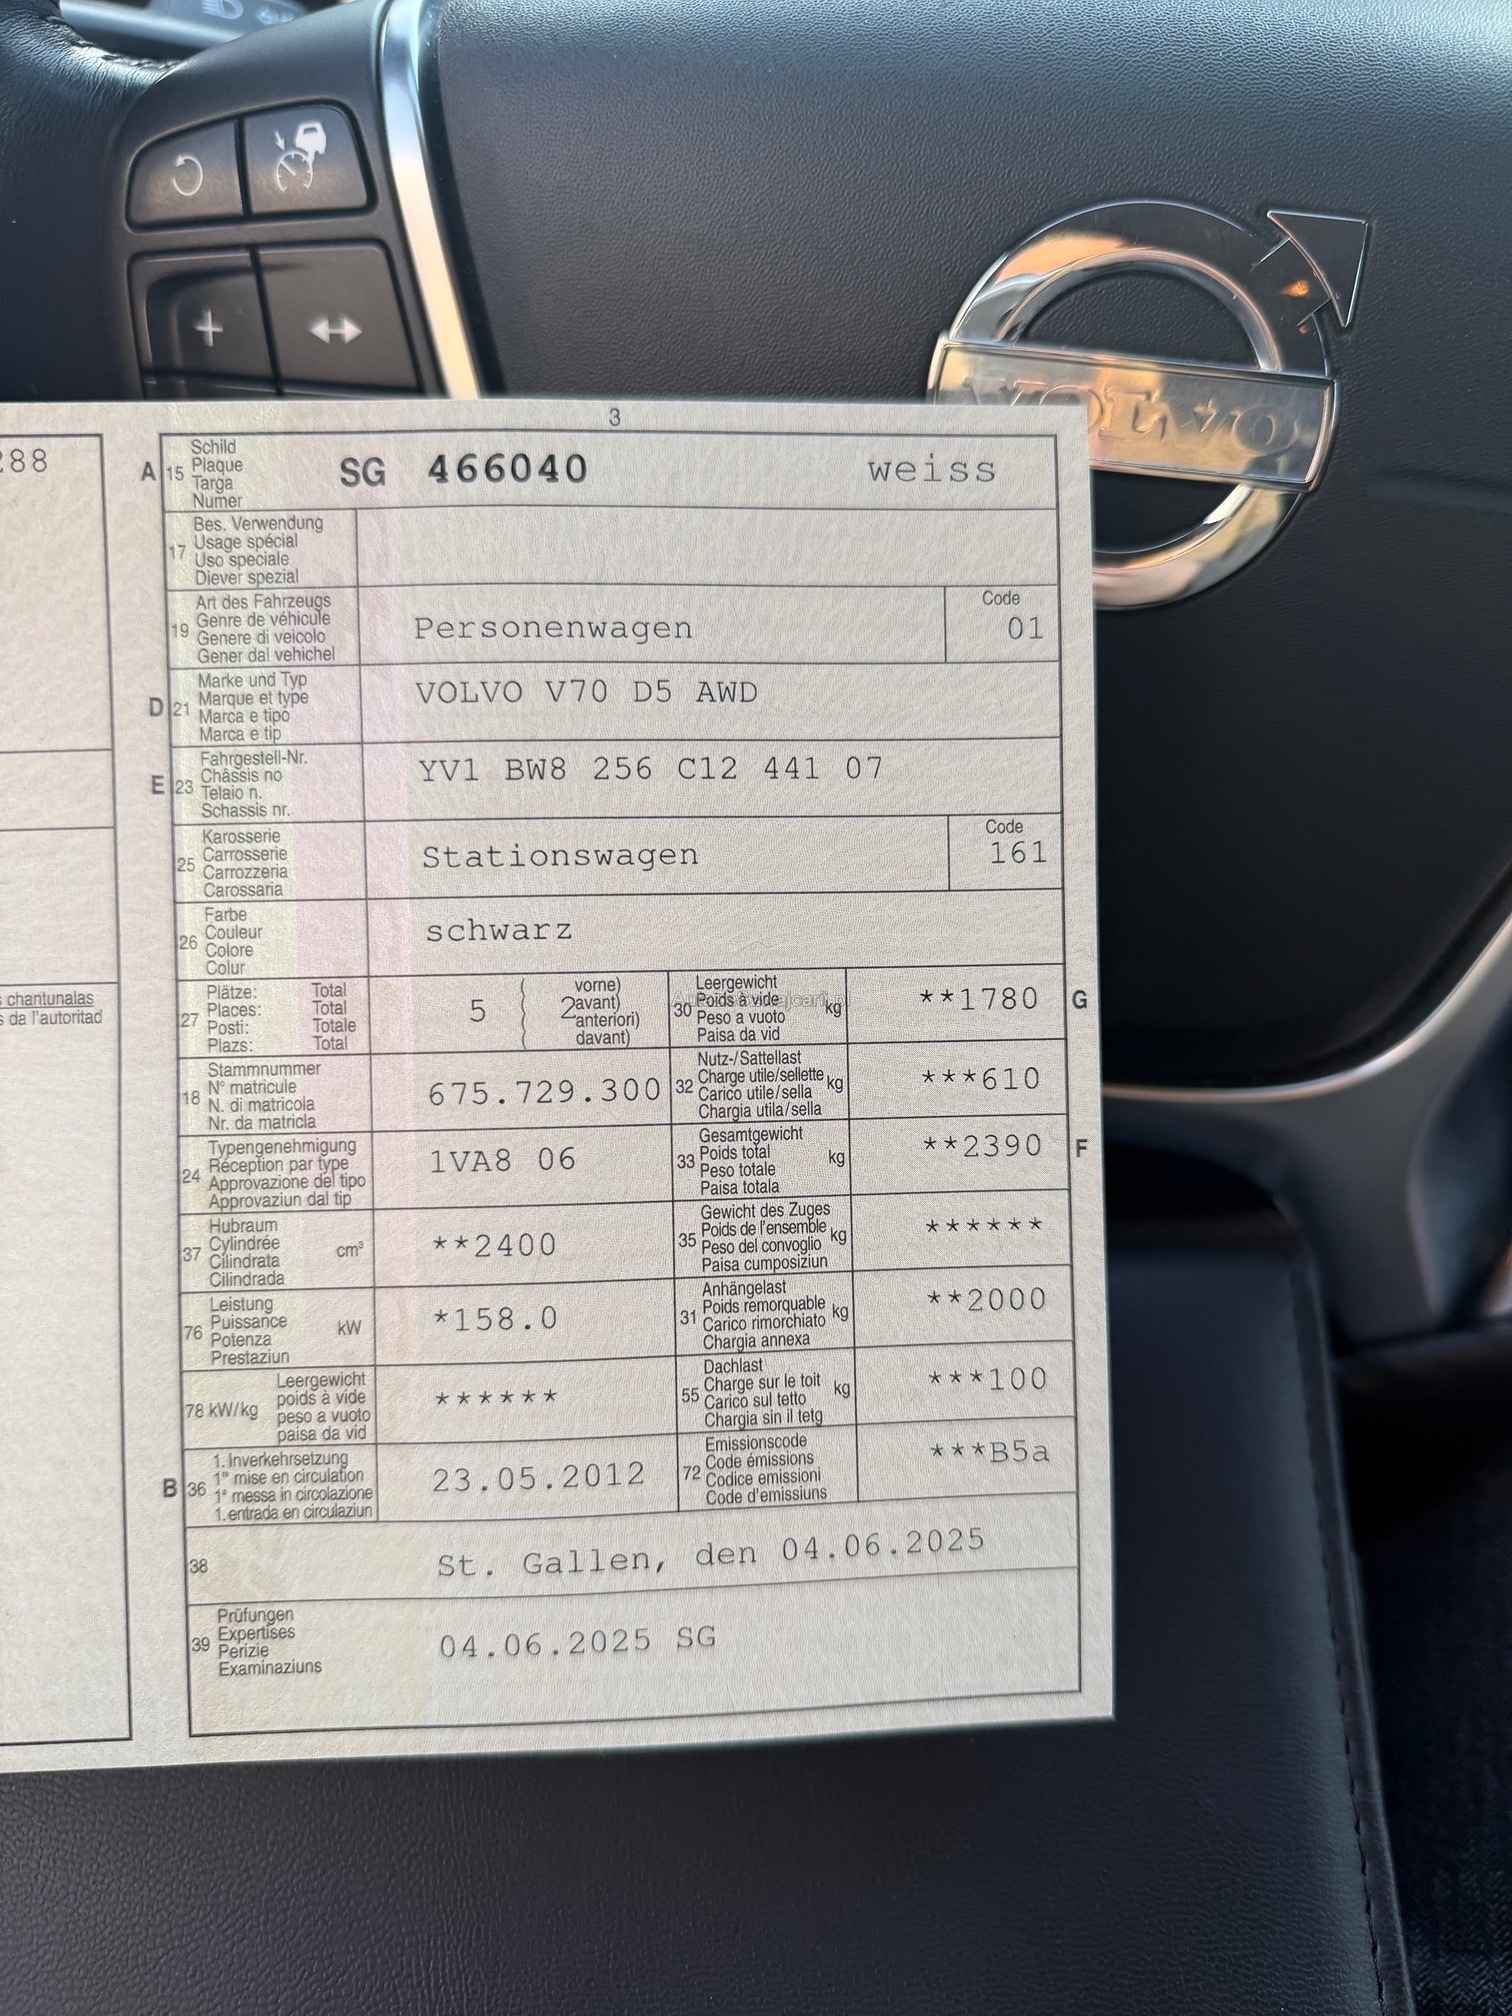 VOLVO
3
288
A 15 Schild
Plaque
Targa
Numer
SG 466040 weiss
17 Bes. Verwendung
Usage spécial
Uso speciale
Diever spezial
19 Art des Fahrzeugs
Genre de véhicule
Genere di veicolo
Gener dal vehichel
Personenwagen
Code
01
D 21 Marke und Typ
Marque et type
Marca e tipo
Marca e tip
VOLVO V70 D5 AWD
E 23 Fahrgestell-Nr.
Châssis no
Telaio n.
Schassis nr.
YV1 BW8 256 C12 441 07
25 Karosserie
Carrosserie
Carrozzeria
Carossaria
Stationswagen
Code
161
26 Farbe
Couleur
Colore
Colur
schwarz
chantunalas
da l'autoritad
27 Plätze: Total
Places: Total
Posti: Totale
Plazs: Total
5 ( 2 vorne)
avant)
anteriori)
davant)
30 Leergewicht
Poids à vide kg
Peso a vuoto
Paisa da vid
**1780 G
18 Stammnummer
N° matricule
N. di matricola
Nr. da matricla
675.729.300
32 Nutz-/Sattellast
Charge utile/sellette kg
Carico utile/sella
Chargia utila/sella
***610
24 Typengenehmigung
Réception par type
Approvazione del tipo
Approvaziun dal tip
1VA8 06
33 Gesamtgewicht
Poids total kg
Peso totale
Paisa totala
**2390 F
37 Hubraum
Cylindrée cm³
Cilindrata
Cilindrada
**2400
35 Gewicht des Zuges
Poids de l'ensemble kg
Peso del convoglio
Paisa cumposiziun
******
76 Leistung
Puissance kW
Potenza
Prestaziun
*158.0
31 Anhängelast
Poids remorquable kg
Carico rimorchiato
Chargia annexa
**2000
78 kW/kg Leergewicht
poids à vide
peso a vuoto
paisa da vid
******
55 Dachlast
Charge sur le toit kg
Carico sul tetto
Chargia sin il tetg
***100
B 36 1. Inverkehrsetzung
1re mise en circulation
1a messa in circolazione
1. entrada en circulaziun
23.05.2012
72 Emissionscode
Code émissions
Codice emissioni
Code d'emissiuns
***B5a
38 St. Gallen, den 04.06.2025
39 Prüfungen
Expertises
Perizie
Examinaziuns
04.06.2025 SG